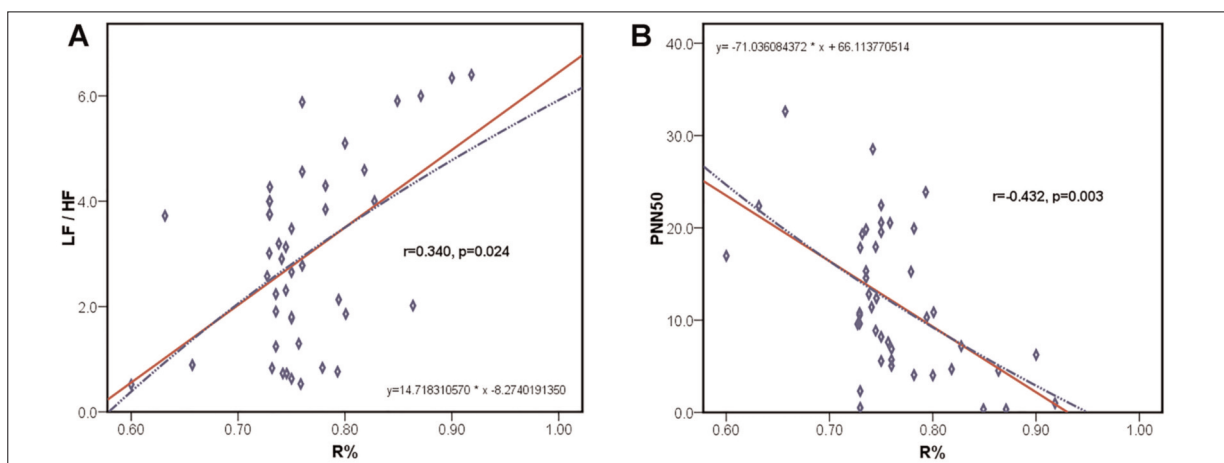 A
LF / HF
6.0
4.0
2.0
0.0
r=0.340, p=0.024
y=14.718310570 * x -8.2740191350
0.60 0.70 0.80 0.90 1.00
R%
B
y= -71.036084372 * x + 66.113770514
PNN50
40.0
30.0
20.0
10.0
0.0
r=-0.432, p=0.003
0.60 0.70 0.80 0.90 1.00
R%